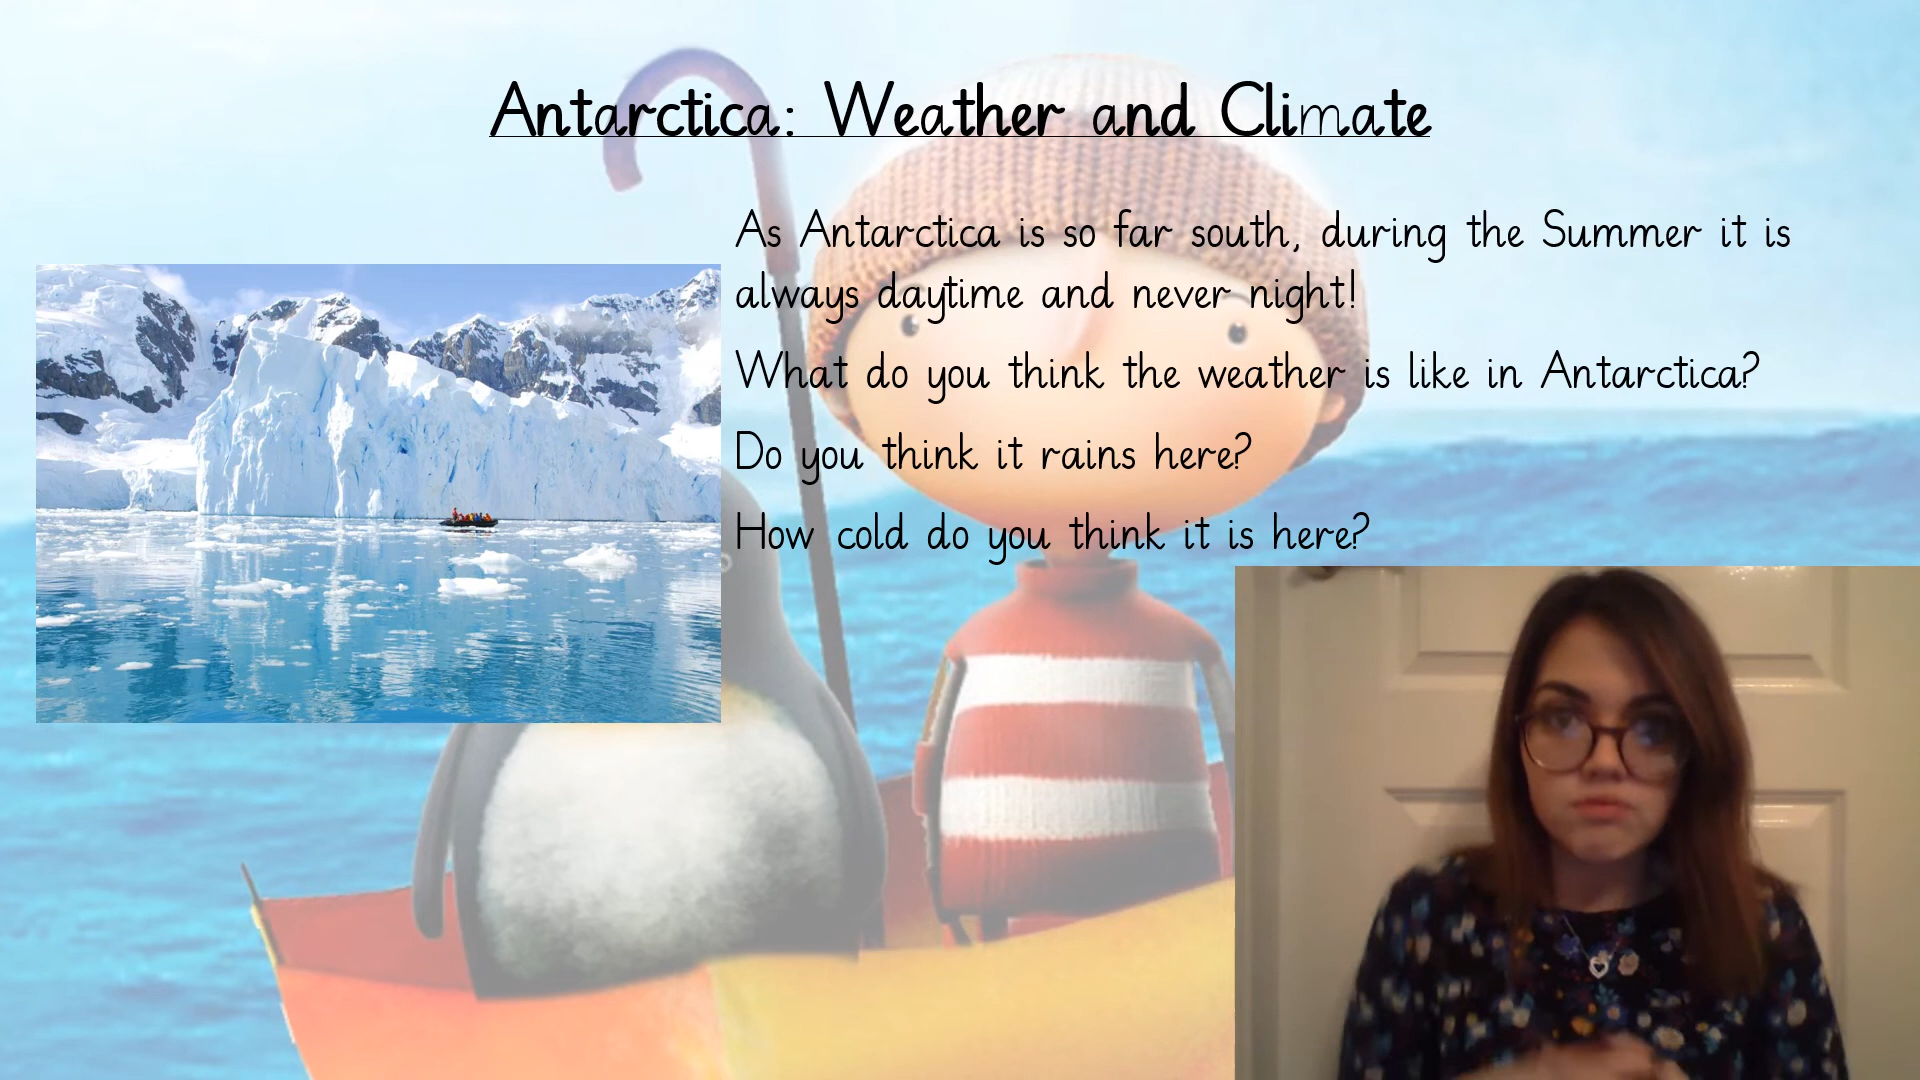 Antarctica: Weather and Climate
As Antarctica is so far south, during the Summer it is
always daytime and never night!
What do you think the weather is like in Antarctica?
Do you think it rains here?
How cold do you think it is here?